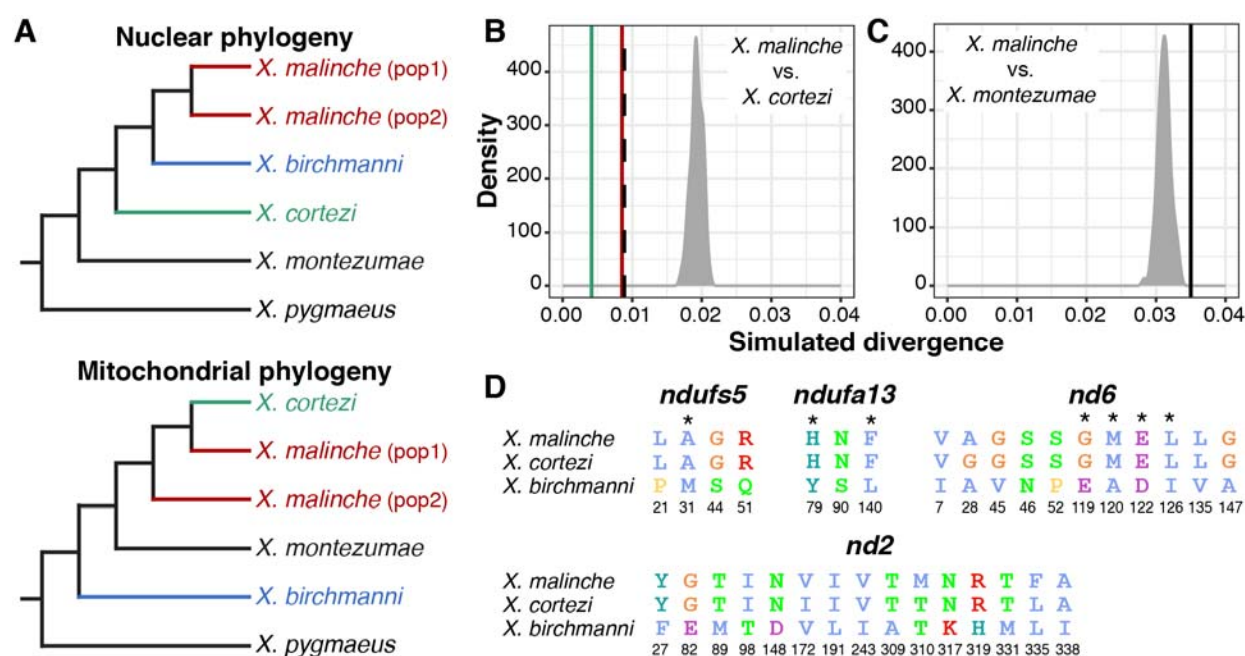 A
Nuclear phylogeny
X. malinche (pop1)
X. malinche (pop2)
X. birchmanni
X. cortezi
X. montezumae
X. pygmaeus
Mitochondrial phylogeny
X. cortezi
X. malinche (pop1)
X. malinche (pop2)
X. montezumae
X. birchmanni
X. pygmaeus
B
X. malinche
vs.
X. cortezi
Density
400
300
200
100
0
0.00 0.01 0.02 0.03 0.04
C
X. malinche
vs.
X. montezumae
400
300
200
100
0
0.00 0.01 0.02 0.03 0.04
Simulated divergence
D
ndufs5 ndufa13 nd6
* * * * * * *
X. malinche L A G R H N F V A G S S G M E L L G
X. cortezi L A G R H N F V G G S S G M E L L G
X. birchmanni P M S Q Y S L I A V N P E A D I V A
21 31 44 51 79 90 140 7 28 45 46 52 119 120 122 126 135 147
nd2
X. malinche Y G T I N V I V T M N R T F A
X. cortezi Y G T I N I I V T T N R T L A
X. birchmanni F E M T D V L I A T K H M L I
27 82 89 98 148 172 191 243 309 310 317 319 331 335 338